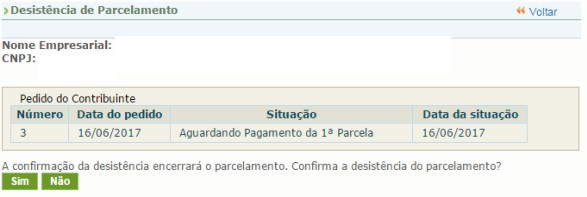 Desistência de Parcelamento
Voltar
Nome Empresarial:
CNPJ:
Pedido do Contribuinte
Número Data do pedido Situação Data da situação
3 16/06/2017 Aguardando Pagamento da 1ª Parcela 16/06/2017
A confirmação da desistência encerrará o parcelamento. Confirma a desistência do parcelamento?
Sim Não